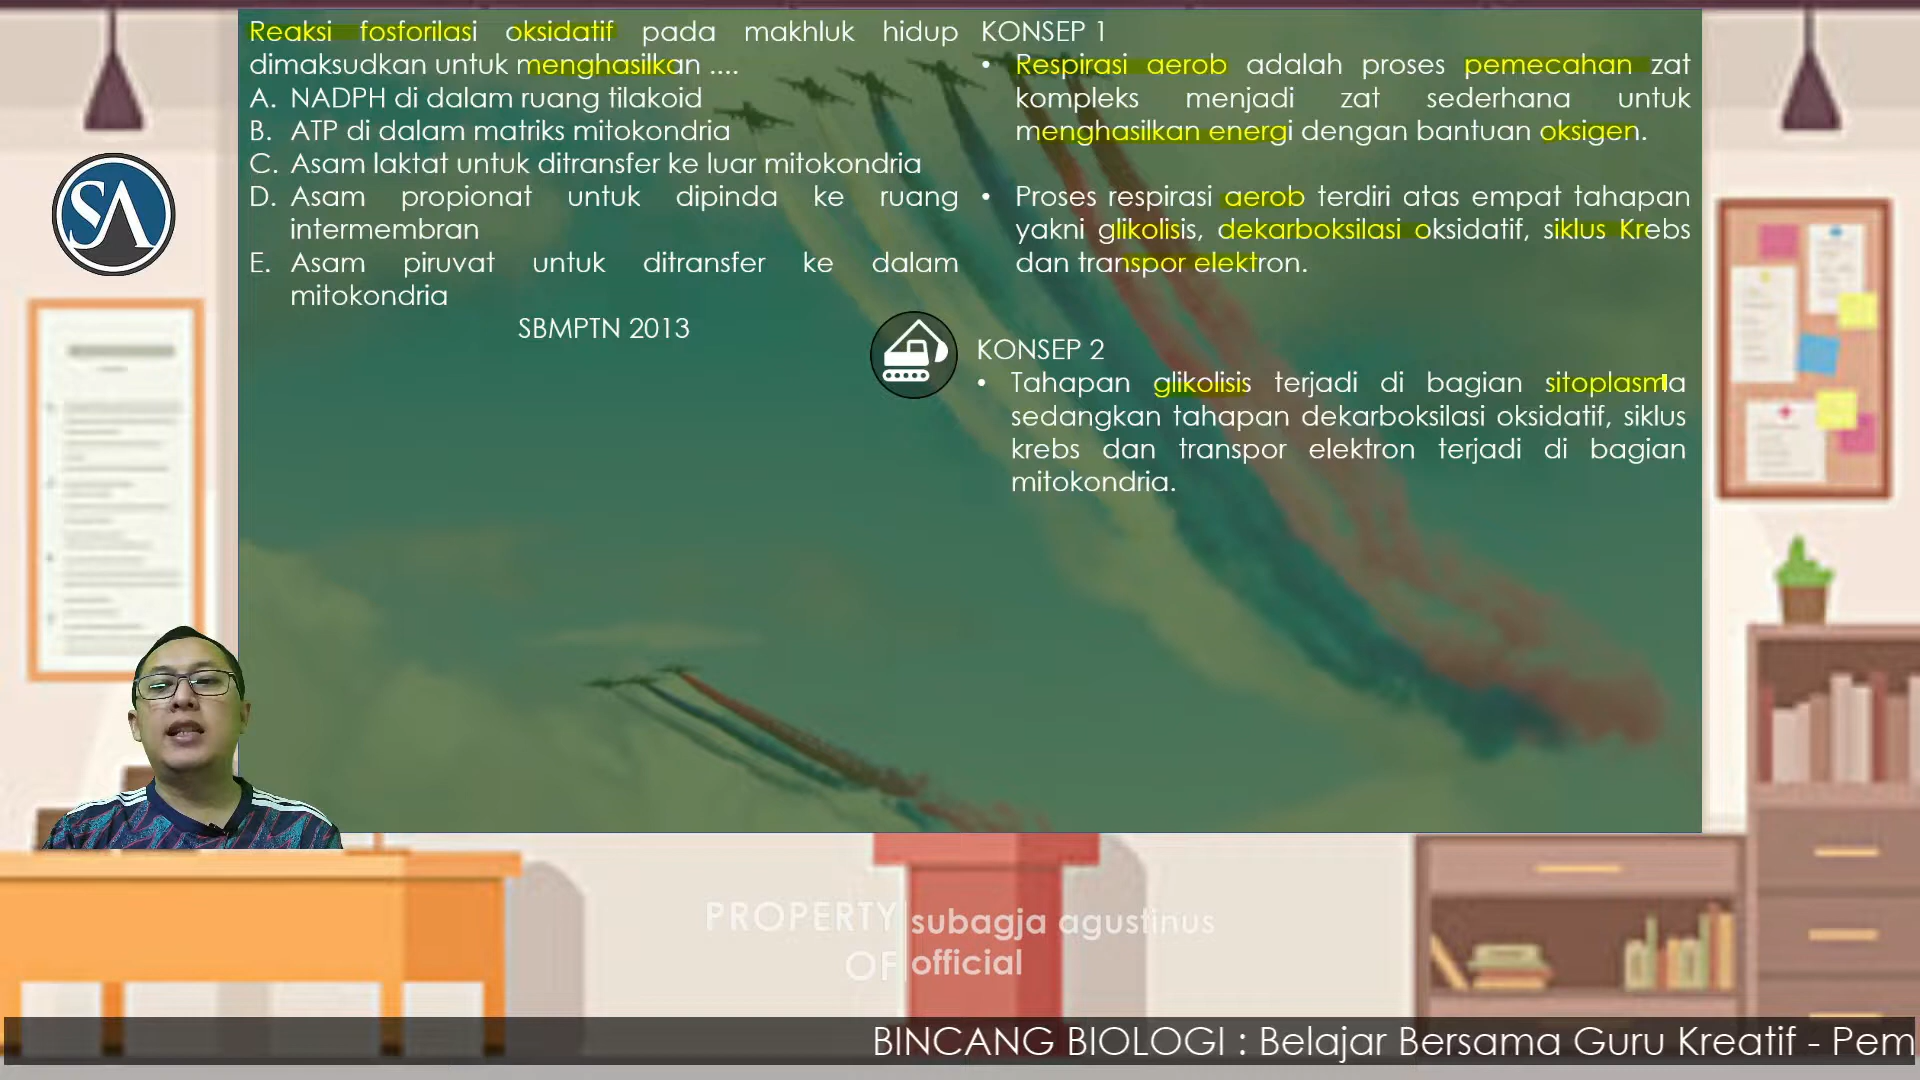 Reaksi fosforilasi oksidatif pada makhluk hidup
dimaksudkan untuk menghasilkan ....
A. NADPH di dalam ruang tilakoid
B. ATP di dalam matriks mitokondria
C. Asam laktat untuk ditransfer ke luar mitokondria
D. Asam propionat untuk dipinda ke ruang
intermembran
E. Asam piruvat untuk ditransfer ke dalam
mitokondria
SBMPTN 2013
KONSEP 1
• Respirasi aerob adalah proses pemecahan zat
kompleks menjadi zat sederhana untuk
menghasilkan energi dengan bantuan oksigen.
• Proses respirasi aerob terdiri atas empat tahapan
yakni glikolisis, dekarboksilasi oksidatif, siklus Krebs
dan transpor elektron.
KONSEP 2
• Tahapan glikolisis terjadi di bagian sitoplasma
sedangkan tahapan dekarboksilasi oksidatif, siklus
krebs dan transpor elektron terjadi di bagian
mitokondria.
SA
PROPERTY OF
subagja agustinus
official
BINCANG BIOLOGI : Belajar Bersama Guru Kreatif - Pem